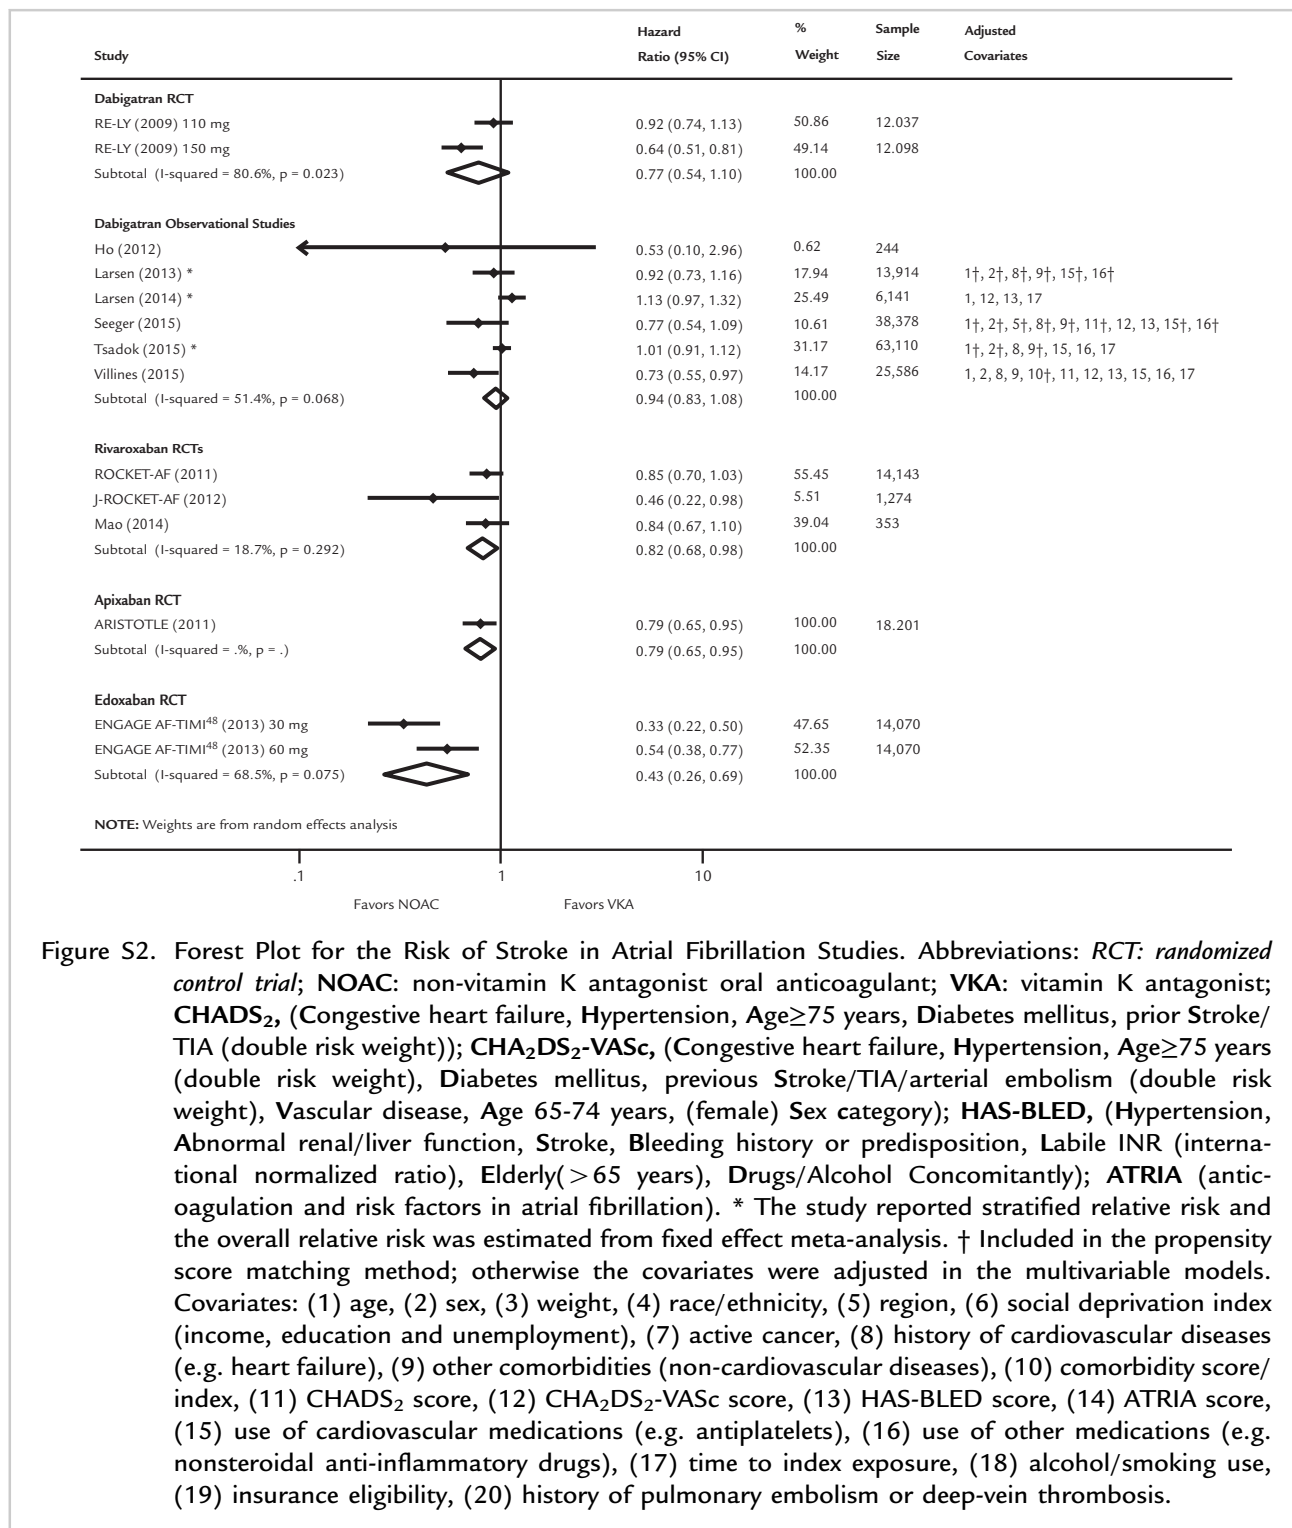 Hazard % Sample Adjusted
Study Ratio (95% CI) Weight Size Covariates
Dabigatran RCT
RE-LY (2009) 110 mg 0.92 (0.74, 1.13) 50.86 12.037
RE-LY (2009) 150 mg 0.64 (0.51, 0.81) 49.14 12.098
Subtotal (I-squared = 80.6%, p = 0.023) 0.77 (0.54, 1.10) 100.00
Dabigatran Observational Studies
Ho (2012) 0.53 (0.10, 2.96) 0.62 244
Larsen (2013) * 0.92 (0.73, 1.16) 17.94 13,914 1†, 2†, 8†, 9†, 15†, 16†
Larsen (2014) * 1.13 (0.97, 1.32) 25.49 6,141 1, 12, 13, 17
Seeger (2015) 0.77 (0.54, 1.09) 10.61 38,378 1†, 2†, 5†, 8†, 9†, 11†, 12, 13, 15†, 16†
Tsadok (2015) * 1.01 (0.91, 1.12) 31.17 63,110 1†, 2†, 8, 9†, 15, 16, 17
Villines (2015) 0.73 (0.55, 0.97) 14.17 25,586 1, 2, 8, 9, 10†, 11, 12, 13, 15, 16, 17
Subtotal (I-squared = 51.4%, p = 0.068) 0.94 (0.83, 1.08) 100.00
Rivaroxaban RCTs
ROCKET-AF (2011) 0.85 (0.70, 1.03) 55.45 14,143
J-ROCKET-AF (2012) 0.46 (0.22, 0.98) 5.51 1,274
Mao (2014) 0.84 (0.67, 1.10) 39.04 353
Subtotal (I-squared = 18.7%, p = 0.292) 0.82 (0.68, 0.98) 100.00
Apixaban RCT
ARISTOTLE (2011) 0.79 (0.65, 0.95) 100.00 18.201
Subtotal (I-squared = .%, p = .) 0.79 (0.65, 0.95) 100.00
Edoxaban RCT
ENGAGE AF-TIMI48 (2013) 30 mg 0.33 (0.22, 0.50) 47.65 14,070
ENGAGE AF-TIMI48 (2013) 60 mg 0.54 (0.38, 0.77) 52.35 14,070
Subtotal (I-squared = 68.5%, p = 0.075) 0.43 (0.26, 0.69) 100.00
NOTE: Weights are from random effects analysis
.1 1 10
Favors NOAC Favors VKA
Figure S2. Forest Plot for the Risk of Stroke in Atrial Fibrillation Studies. Abbreviations: RCT: randomized
control trial; NOAC: non-vitamin K antagonist oral anticoagulant; VKA: vitamin K antagonist;
CHADS2, (Congestive heart failure, Hypertension, Age≥75 years, Diabetes mellitus, prior Stroke/
TIA (double risk weight)); CHA2DS2-VASc, (Congestive heart failure, Hypertension, Age≥75 years
(double risk weight), Diabetes mellitus, previous Stroke/TIA/arterial embolism (double risk
weight), Vascular disease, Age 65-74 years, (female) Sex category); HAS-BLED, (Hypertension,
Abnormal renal/liver function, Stroke, Bleeding history or predisposition, Labile INR (interna-
tional normalized ratio), Elderly(>65 years), Drugs/Alcohol Concomitantly); ATRIA (antic-
oagulation and risk factors in atrial fibrillation). * The study reported stratified relative risk and
the overall relative risk was estimated from fixed effect meta-analysis. † Included in the propensity
score matching method; otherwise the covariates were adjusted in the multivariable models.
Covariates: (1) age, (2) sex, (3) weight, (4) race/ethnicity, (5) region, (6) social deprivation index
(income, education and unemployment), (7) active cancer, (8) history of cardiovascular diseases
(e.g. heart failure), (9) other comorbidities (non-cardiovascular diseases), (10) comorbidity score/
index, (11) CHADS2 score, (12) CHA2DS2-VASc score, (13) HAS-BLED score, (14) ATRIA score,
(15) use of cardiovascular medications (e.g. antiplatelets), (16) use of other medications (e.g.
nonsteroidal anti-inflammatory drugs), (17) time to index exposure, (18) alcohol/smoking use,
(19) insurance eligibility, (20) history of pulmonary embolism or deep-vein thrombosis.